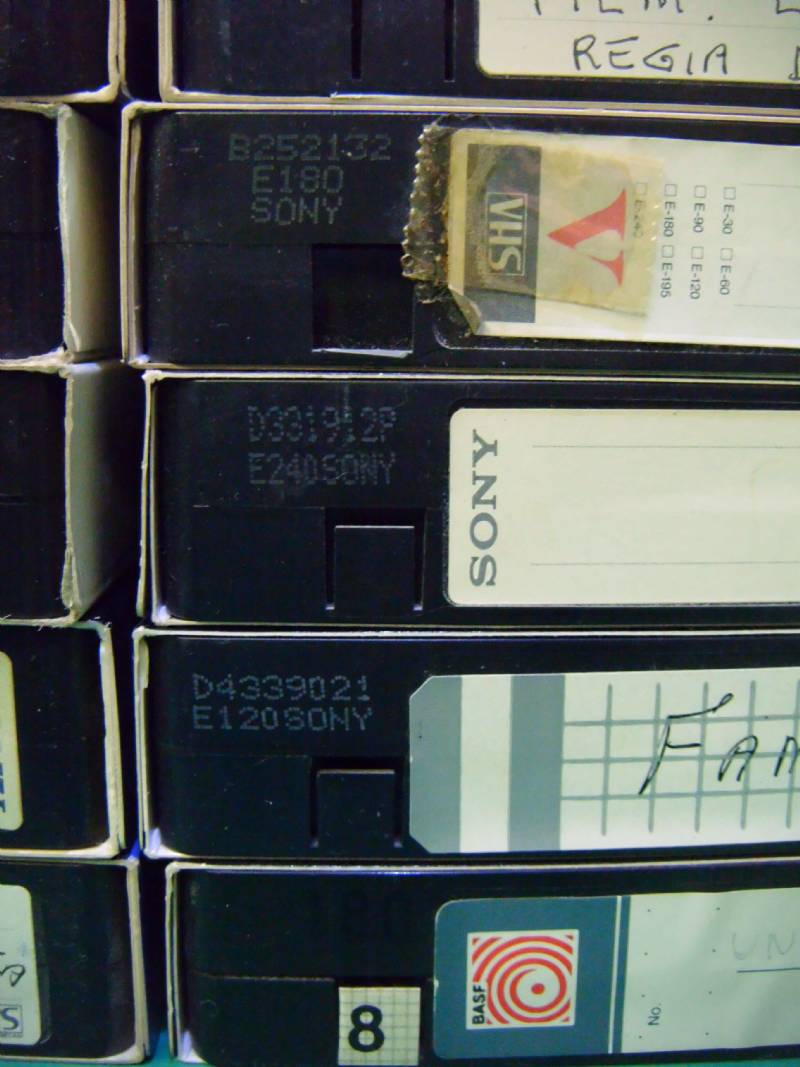 REGIA
B252132
E180
SONY
VHS
V
E-240
E-180 E-195
E-90 E-120
E-30 E-60
D331912P
E240SONY
SONY
D4339021
E120SONY
BASF
No.
8